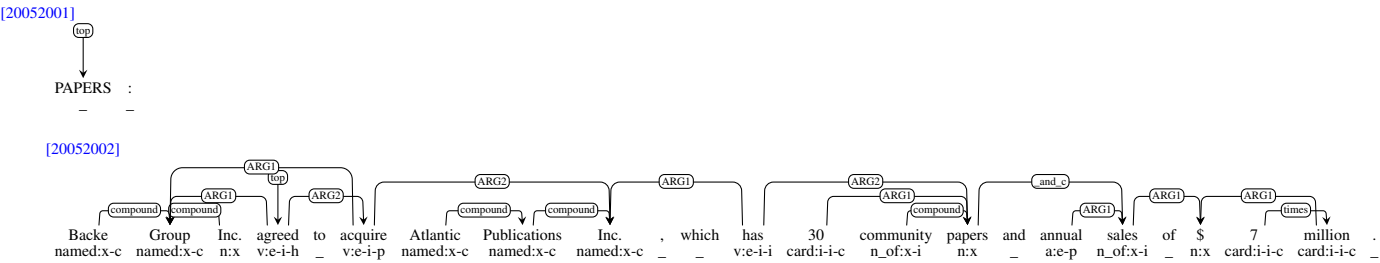 [20052001]
top
PAPERS :
_ _
[20052002]
ARG1
top
ARG2 ARG1 ARG2 _and_c
ARG1 ARG2 ARG1 ARG1 ARG1
compound compound compound compound compound ARG1 times
Backe Group Inc. agreed to acquire Atlantic Publications Inc. , which has 30 community papers and annual sales of $ 7 million .
named:x-c named:x-c n:x v:e-i-h _ v:e-i-p named:x-c named:x-c named:x-c _ _ v:e-i-i card:i-i-c n_of:x-i n:x _ a:e-p n_of:x-i _ n:x card:i-i-c card:i-i-c _